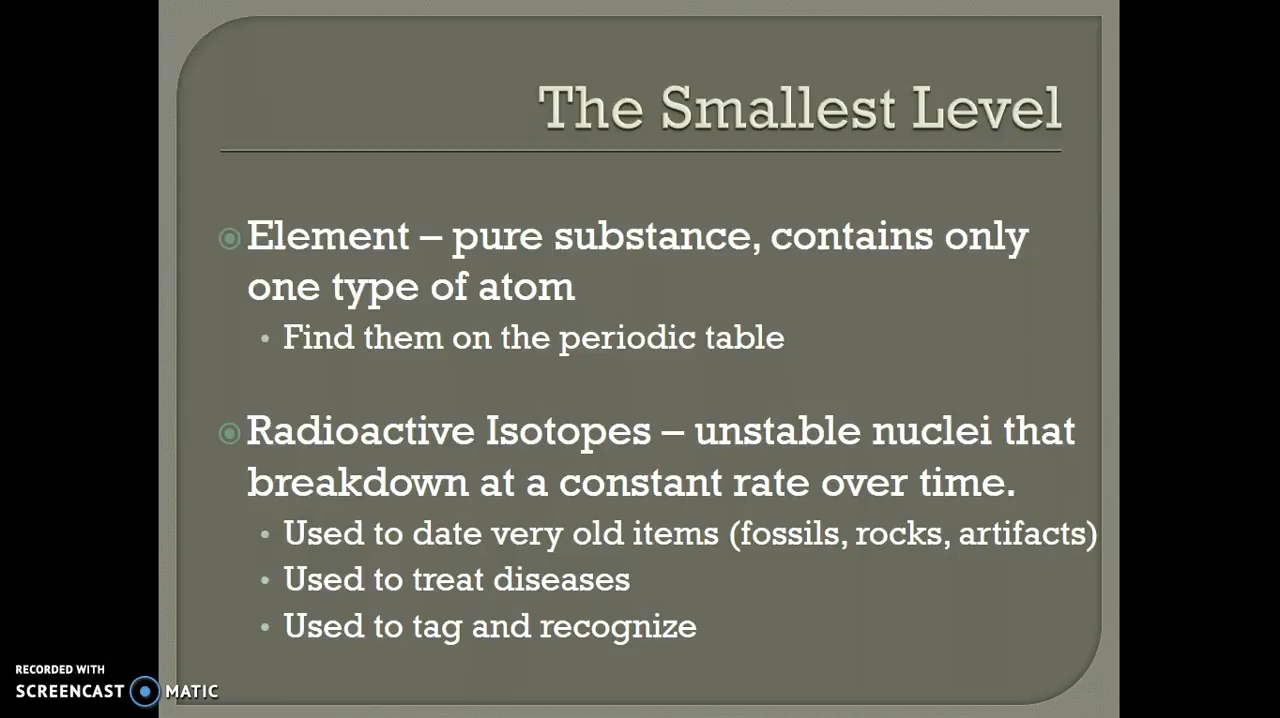 The Smallest Level
Element – pure substance, contains only
one type of atom
• Find them on the periodic table
Radioactive Isotopes – unstable nuclei that
breakdown at a constant rate over time.
• Used to date very old items (fossils, rocks, artifacts)
• Used to treat diseases
• Used to tag and recognize
RECORDED WITH
SCREENCAST MATIC